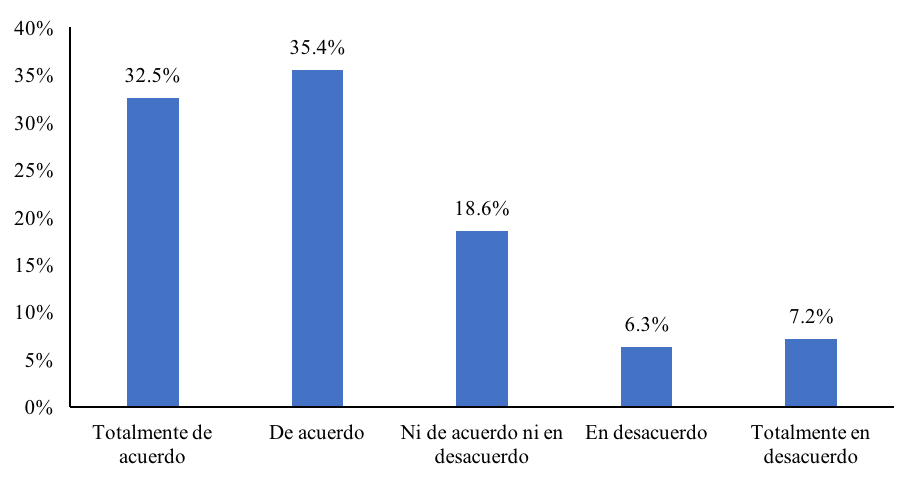 40%
35%
30%
25%
20%
15%
10%
5%
0%
32.5%
35.4%
18.6%
6.3%
7.2%
Totalmente de
acuerdo
De acuerdo
Ni de acuerdo ni en
desacuerdo
En desacuerdo
Totalmente en
desacuerdo